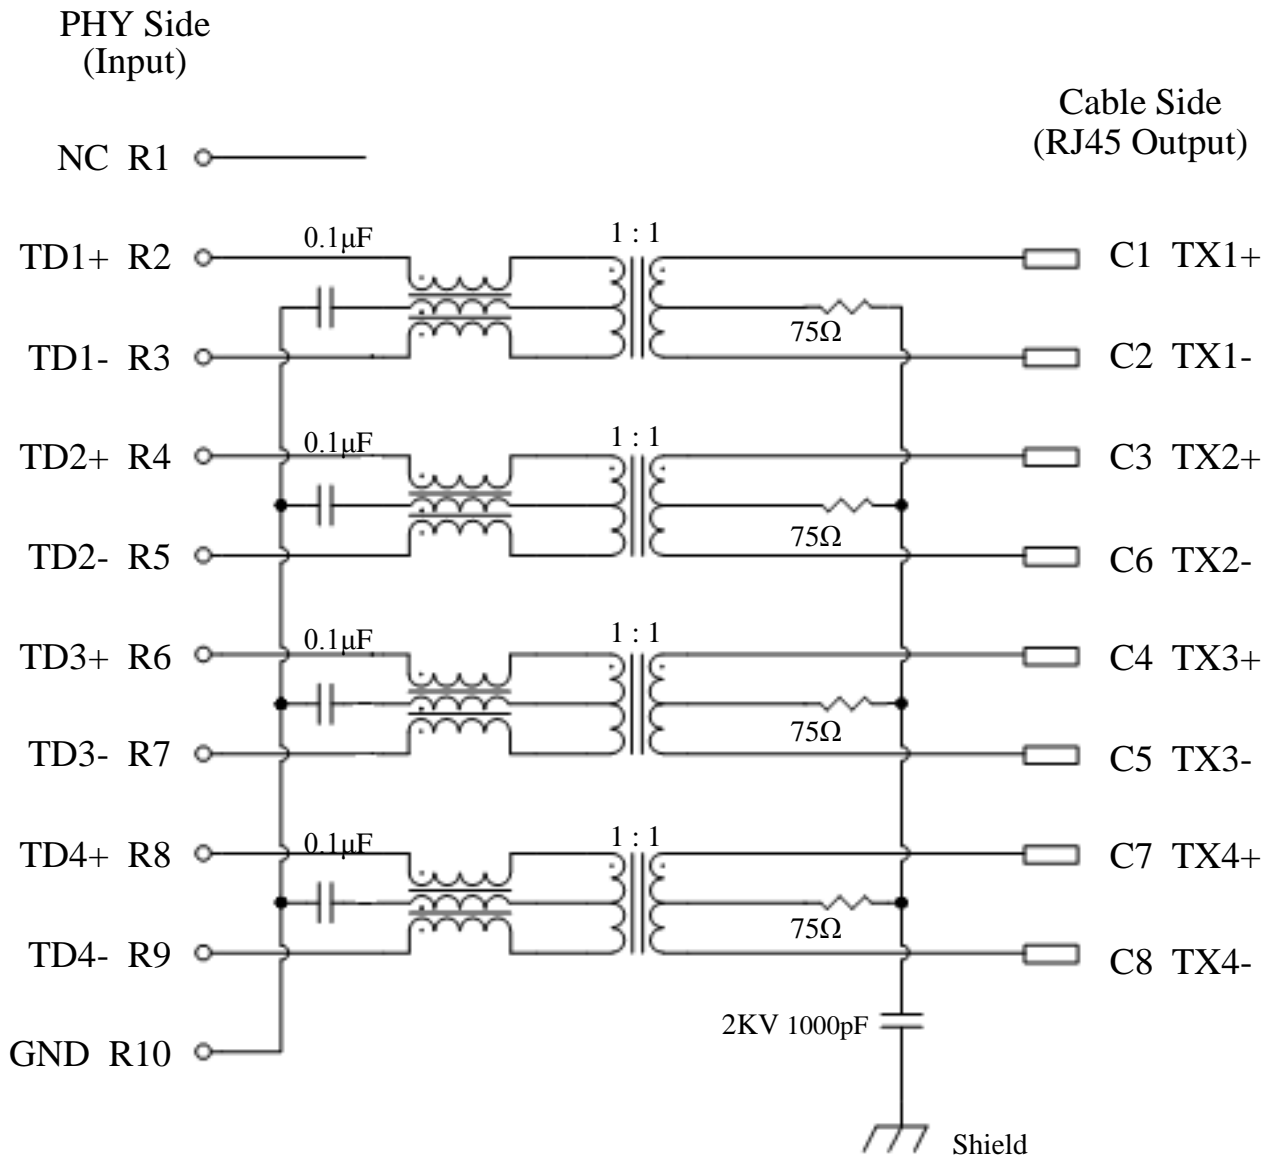 PHY Side
(Input)
Cable Side
(RJ45 Output)
NC R1
TD1+ R2
0.1μF
1 : 1
C1 TX1+
75Ω
TD1- R3
C2 TX1-
TD2+ R4
0.1μF
1 : 1
C3 TX2+
75Ω
TD2- R5
C6 TX2-
TD3+ R6
0.1μF
1 : 1
C4 TX3+
75Ω
TD3- R7
C5 TX3-
TD4+ R8
0.1μF
1 : 1
C7 TX4+
75Ω
TD4- R9
C8 TX4-
2KV 1000pF
GND R10
Shield